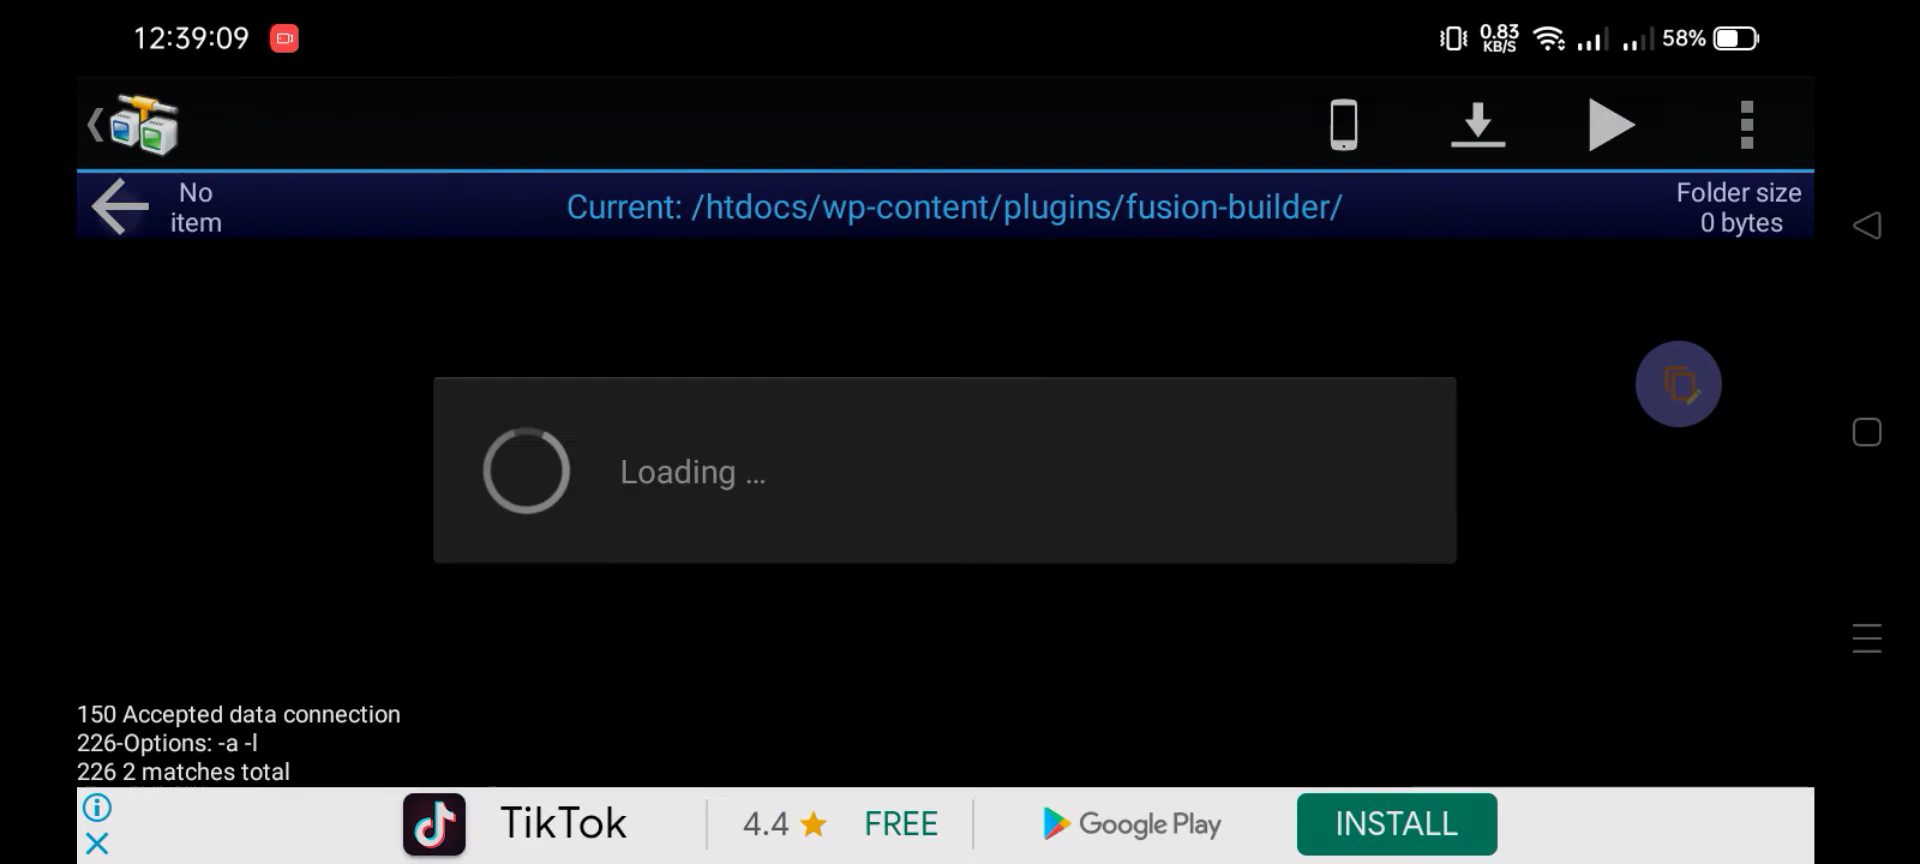 12:39:09
0.83
KB/S
58%
No
item
Current: /htdocs/wp-content/plugins/fusion-builder/
Folder size
0 bytes
Loading ...
150 Accepted data connection
226-Options: -a -l
226 2 matches total
TikTok
4.4
FREE
Google Play
INSTALL